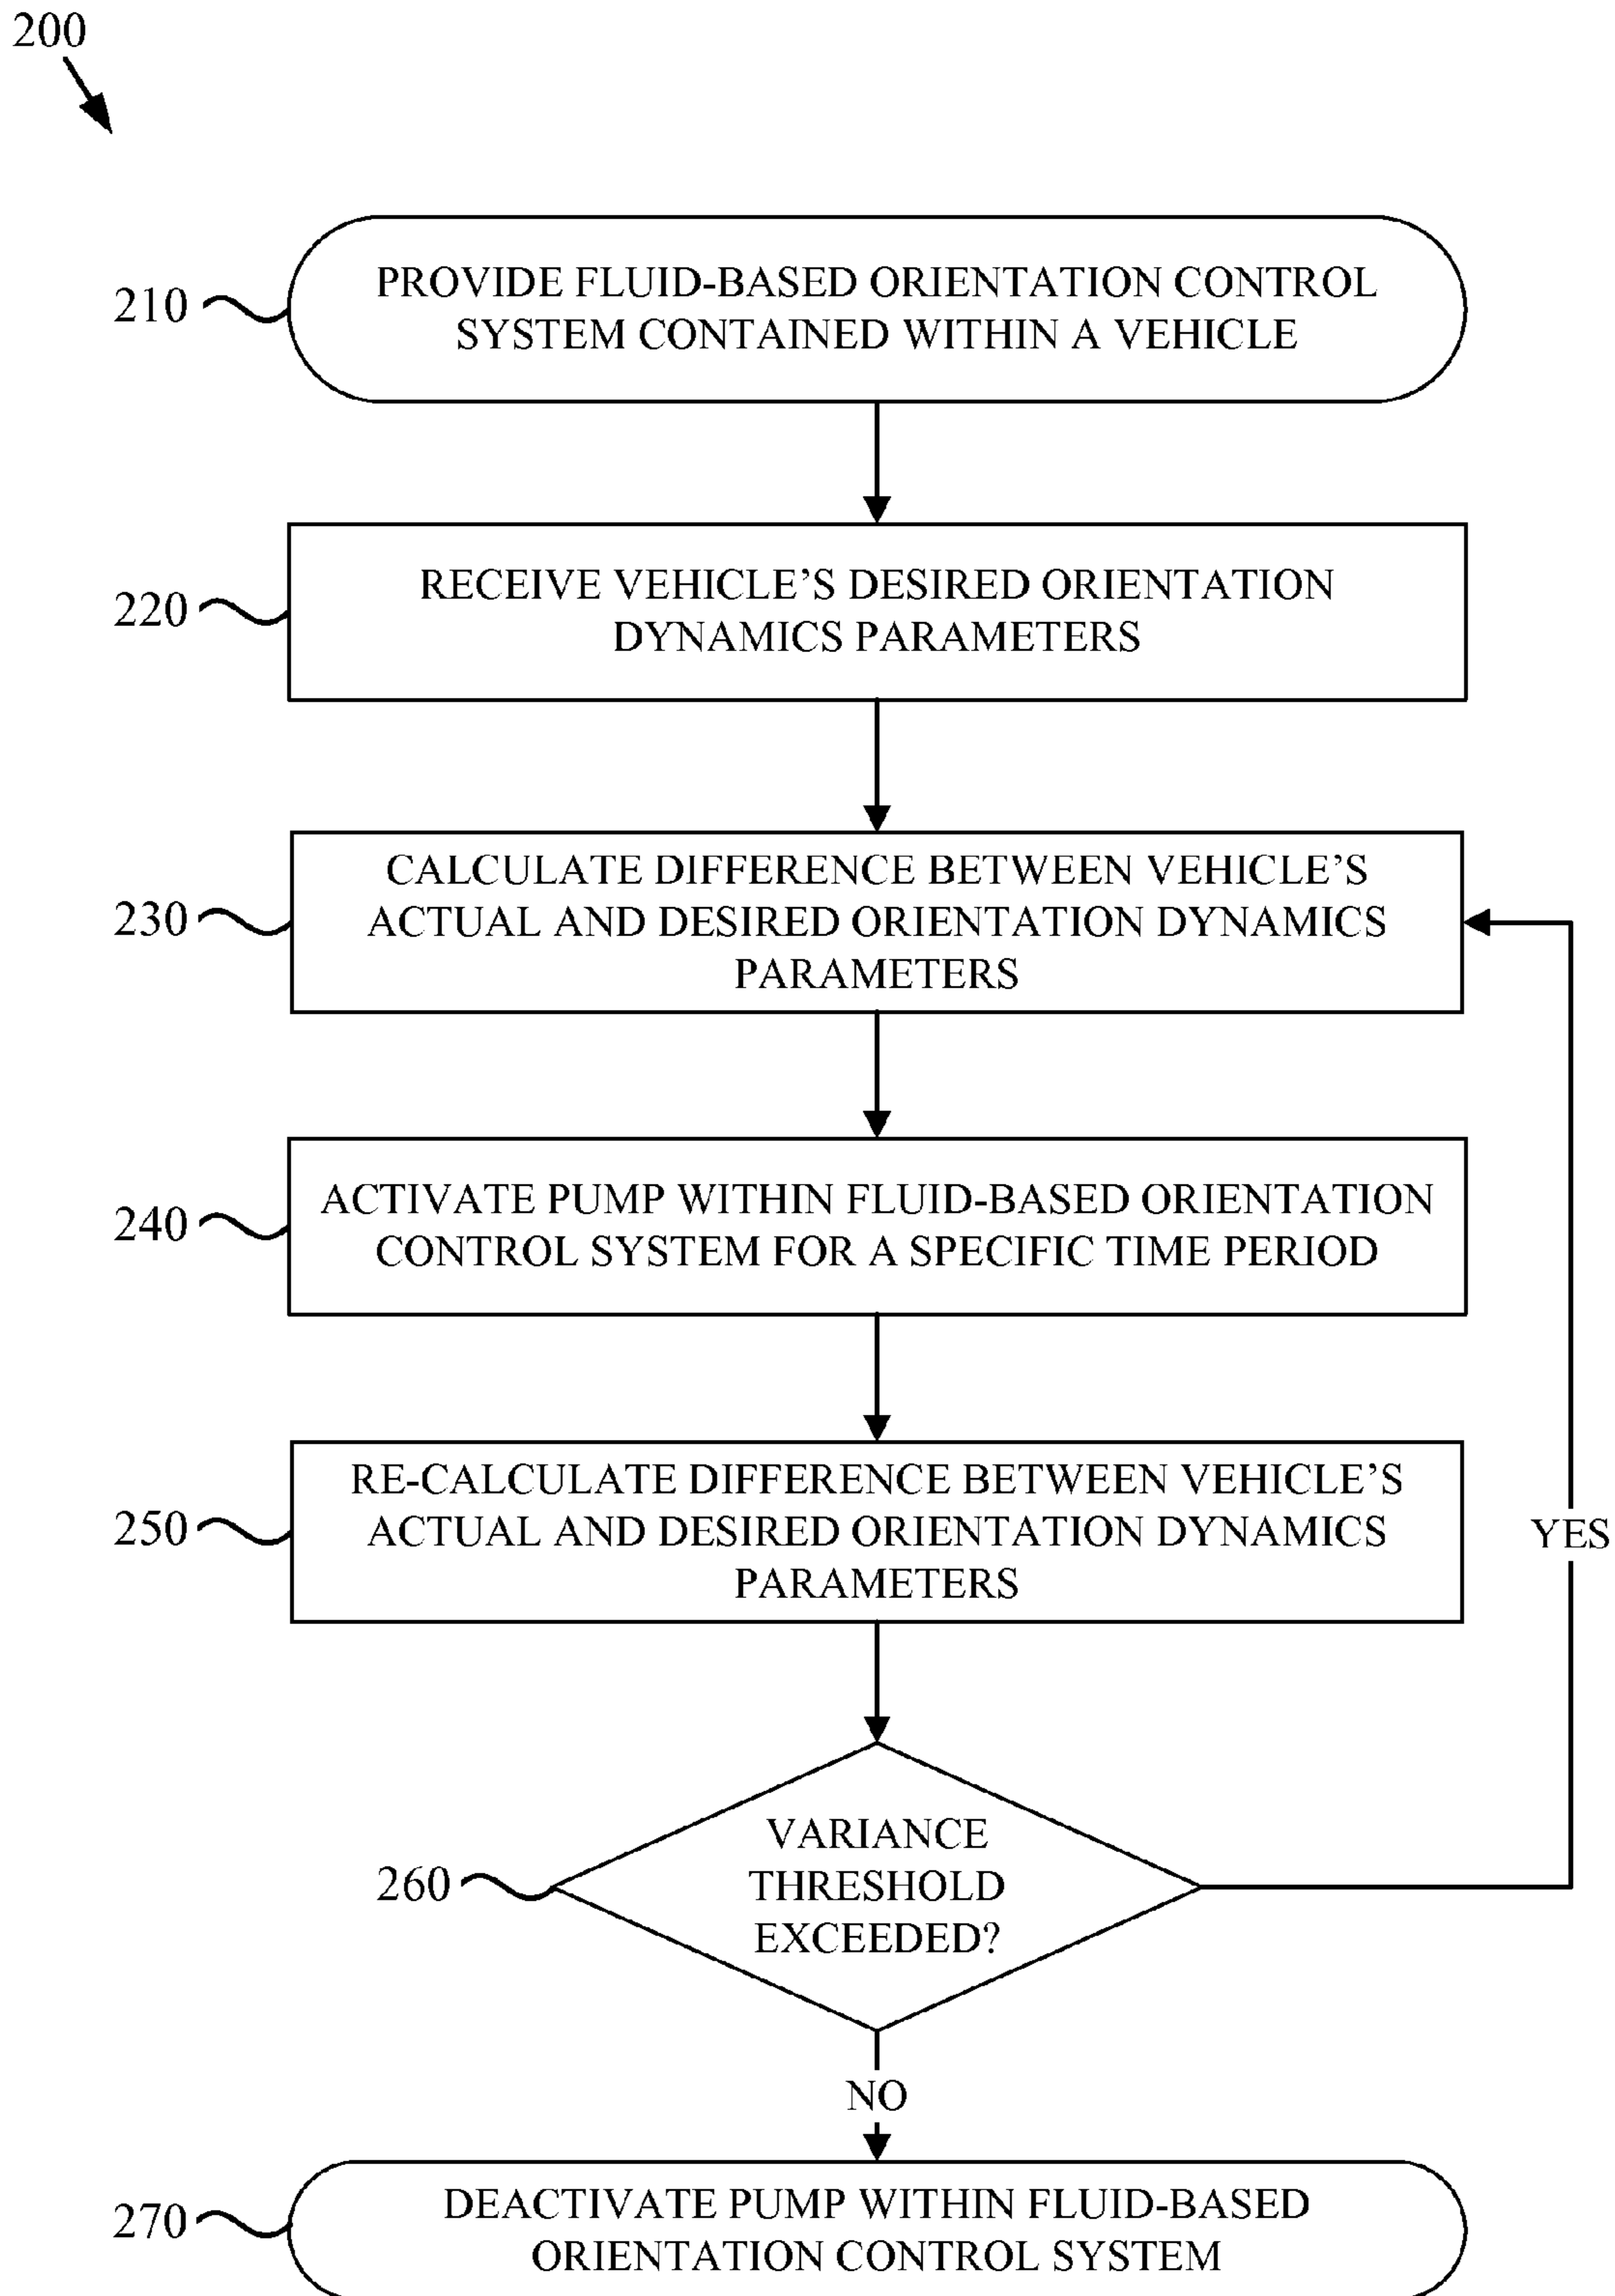 200
210
PROVIDE FLUID-BASED ORIENTATION CONTROL
SYSTEM CONTAINED WITHIN A VEHICLE
220
RECEIVE VEHICLE'S DESIRED ORIENTATION
DYNAMICS PARAMETERS
230
CALCULATE DIFFERENCE BETWEEN VEHICLE'S
ACTUAL AND DESIRED ORIENTATION DYNAMICS
PARAMETERS
240
ACTIVATE PUMP WITHIN FLUID-BASED ORIENTATION
CONTROL SYSTEM FOR A SPECIFIC TIME PERIOD
250
RE-CALCULATE DIFFERENCE BETWEEN VEHICLE'S
ACTUAL AND DESIRED ORIENTATION DYNAMICS
PARAMETERS
YES
260
VARIANCE
THRESHOLD
EXCEEDED?
NO
270
DEACTIVATE PUMP WITHIN FLUID-BASED
ORIENTATION CONTROL SYSTEM